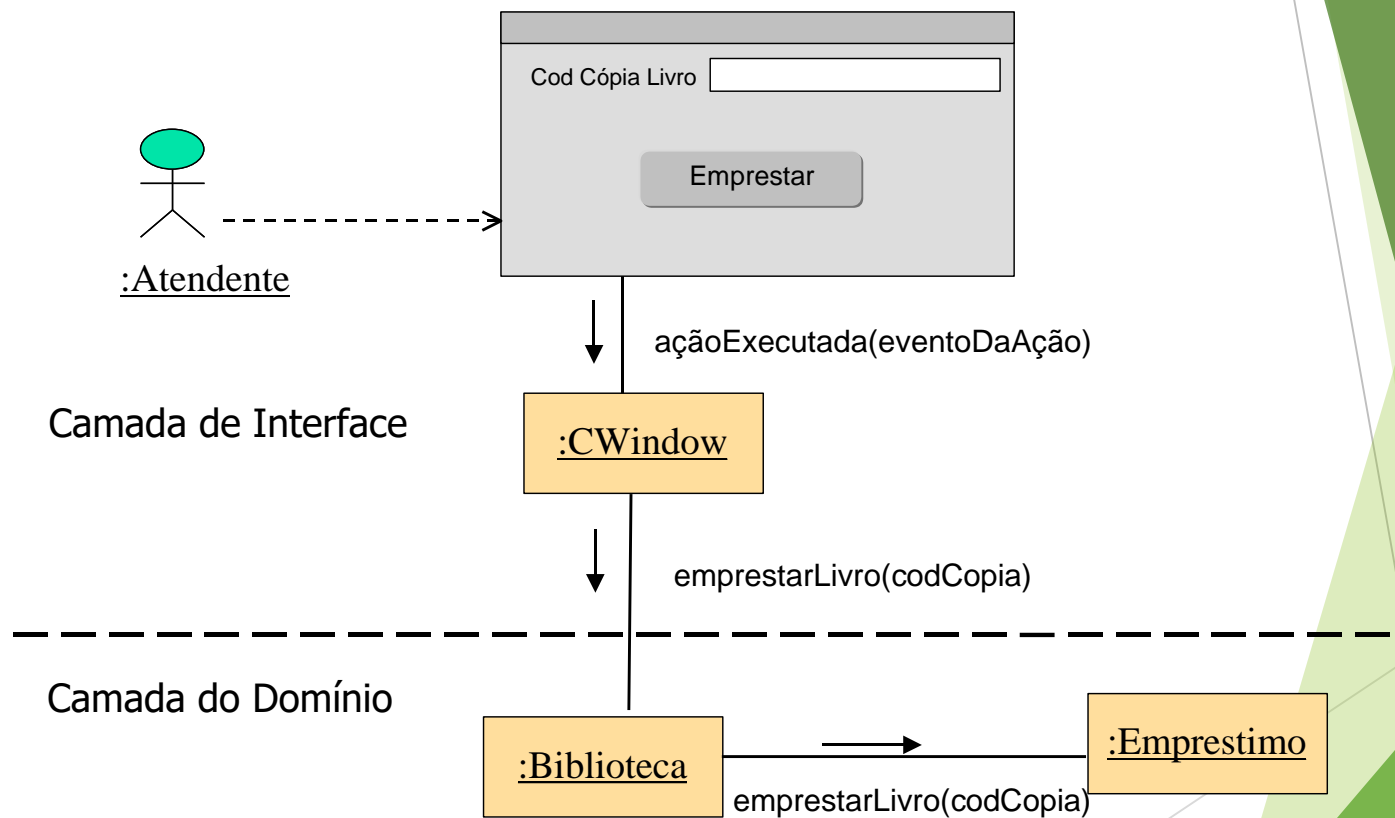 Cod Cópia Livro
Emprestar
:Atendente
açãoExecutada(eventoDaAção)
Camada de Interface
:CWindow
emprestarLivro(codCopia)
Camada do Domínio
:Biblioteca
:Emprestimo
emprestarLivro(codCopia)